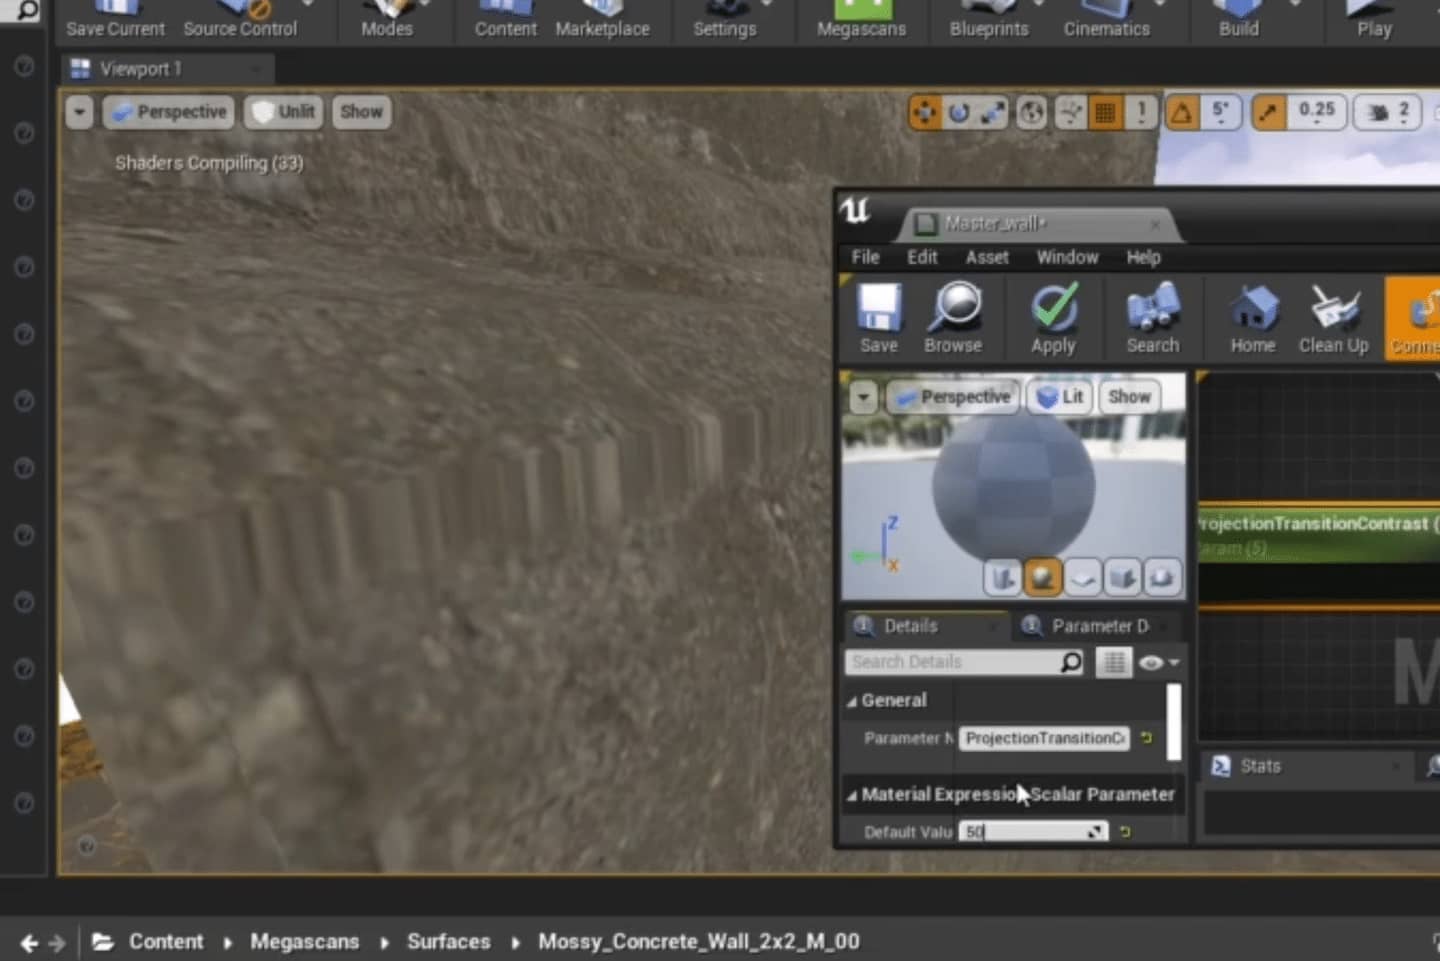 Save Current Source Control Modes Content Marketplace Settings Megascans Blueprints Cinematics Build Play
Viewport 1
Perspective Unlit Show 1 5° 0.25 2
Shaders Compiling (33)
Master_wall*
File Edit Asset Window Help
Save Browse Apply Search Home Clean Up Conne
Perspective Lit Show
Z
X
rojectionTransitionContrast (
aram (5)
M
Details Parameter D
Search Details
General
Parameter N ProjectionTransitionC
Material Expression Scalar Parameter
Default Valu 50
Stats
Content Megascans Surfaces Mossy_Concrete_Wall_2x2_M_00